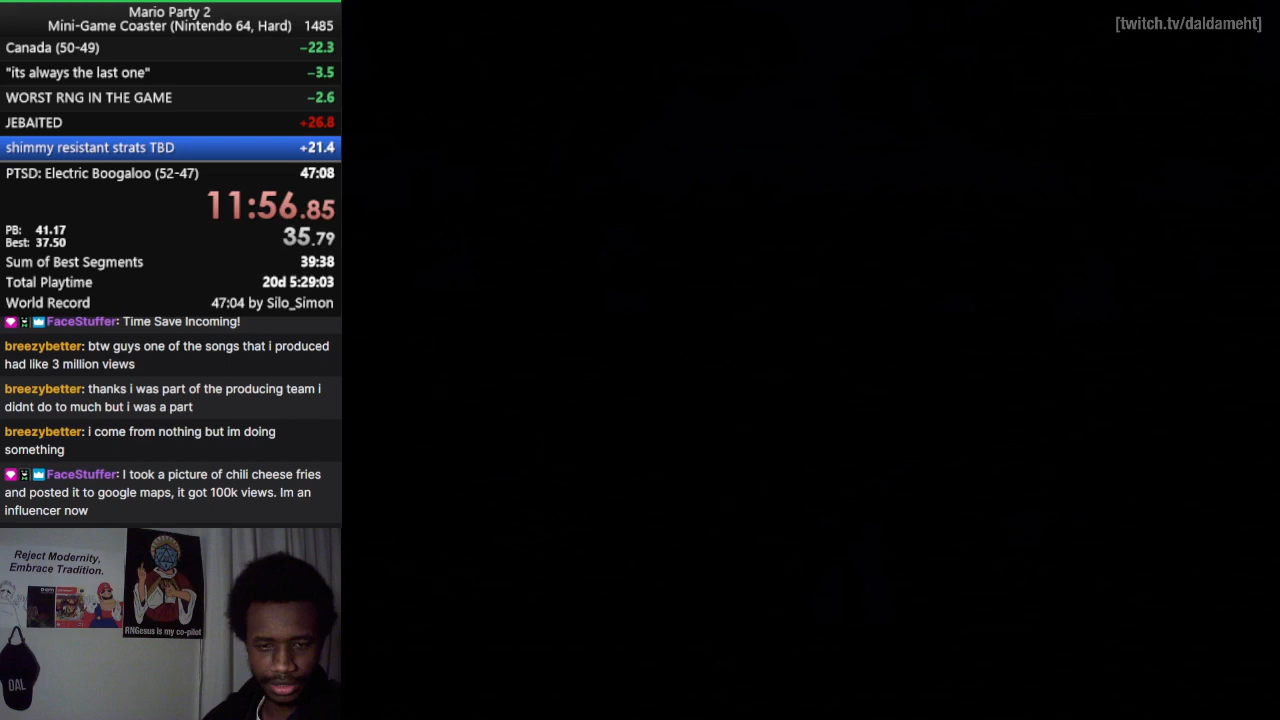 Mario Party 2
Mini-Game Coaster (Nintendo 64, Hard) 1485
[twitch.tv/daldameht]
Canada (50-49) −22.3
"its always the last one" −3.5
WORST RNG IN THE GAME −2.6
JEBAITED +26.8
shimmy resistant strats TBD +21.4
PTSD: Electric Boogaloo (52-47) 47:08
11:56.85
PB: 41.17
Best: 37.50
35.79
Sum of Best Segments 39:38
Total Playtime 20d 5:29:03
World Record 47:04 by Silo_Simon
FaceStuffer: Time Save Incoming!
breezybetter: btw guys one of the songs that i produced
had like 3 million views
breezybetter: thanks i was part of the producing team i
didnt do to much but i was a part
breezybetter: i come from nothing but im doing
something
FaceStuffer: I took a picture of chili cheese fries
and posted it to google maps, it got 100k views. Im an
influencer now
Reject Modernity,
Embrace Tradition.
RNGesus is my co-pilot
DAL